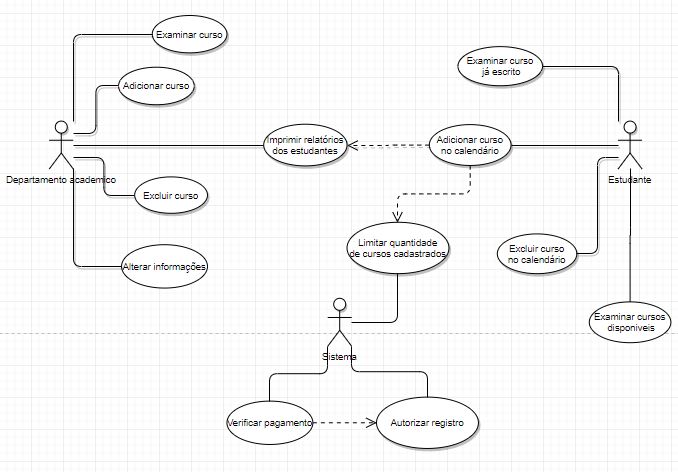 Examinar curso
Examinar curso
já escrito
Adicionar curso
Imprimir relatórios
dos estudantes
Adicionar curso
no calendário
Departamento academico
Estudante
Excluir curso
Limitar quantidade
de cursos cadastrados
Excluir curso
no calendário
Alterar informações
Examinar cursos
disponiveis
Sistema
Verificar pagamento
Autorizar registro